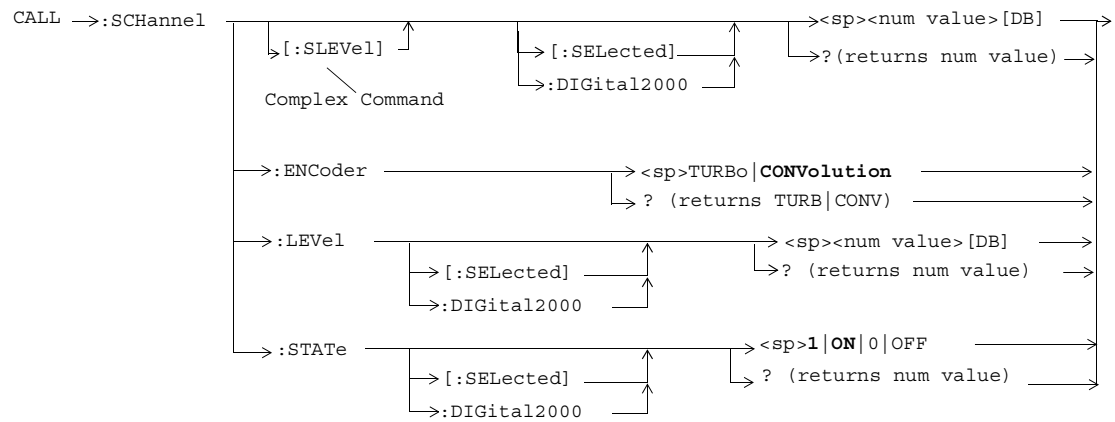 CALL :SCHannel <sp><num value>[DB]
[:SLEVel] [:SELected] ?(returns num value)
:DIGital2000
Complex Command
:ENCoder <sp>TURBo|CONVolution
? (returns TURB|CONV)
:LEVel <sp><num value>[DB]
[:SELected] ? (returns num value)
:DIGital2000
:STATe <sp>1|ON|0|OFF
[:SELected] ? (returns num value)
:DIGital2000